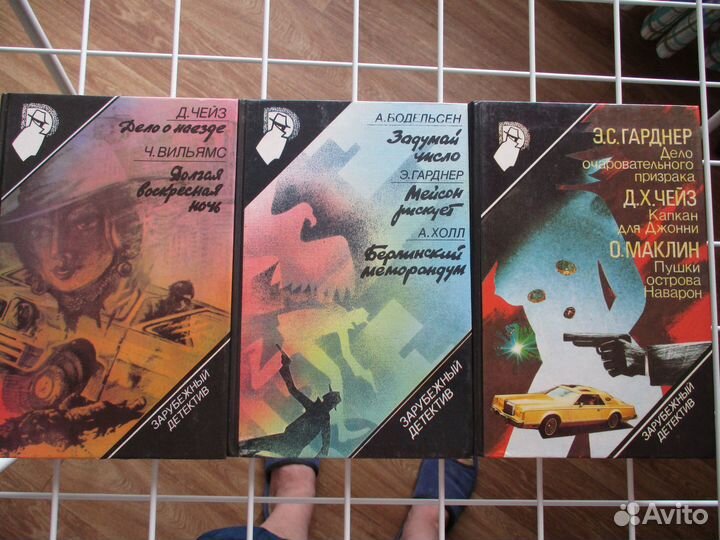 Д. ЧЕЙЗ
Дело о наезде
Ч. ВИЛЬЯМС
Долгая
воскресная
ночь
ЗАРУБЕЖНЫЙ
ДЕТЕКТИВ
А. БОДЕЛЬСЕН
Задумай
число
Э. ГАРДНЕР
Мейсон
рискует
А. ХОЛЛ
Берлинский
меморандум
ЗАРУБЕЖНЫЙ
ДЕТЕКТИВ
Э.С. ГАРДНЕР
Дело
очаровательного
призрака
Д.Х. ЧЕЙЗ
Капкан
для Джонни
О. МАКЛИН
Пушки
острова
Наварон
ЗАРУБЕЖНЫЙ
ДЕТЕКТИВ
Avito